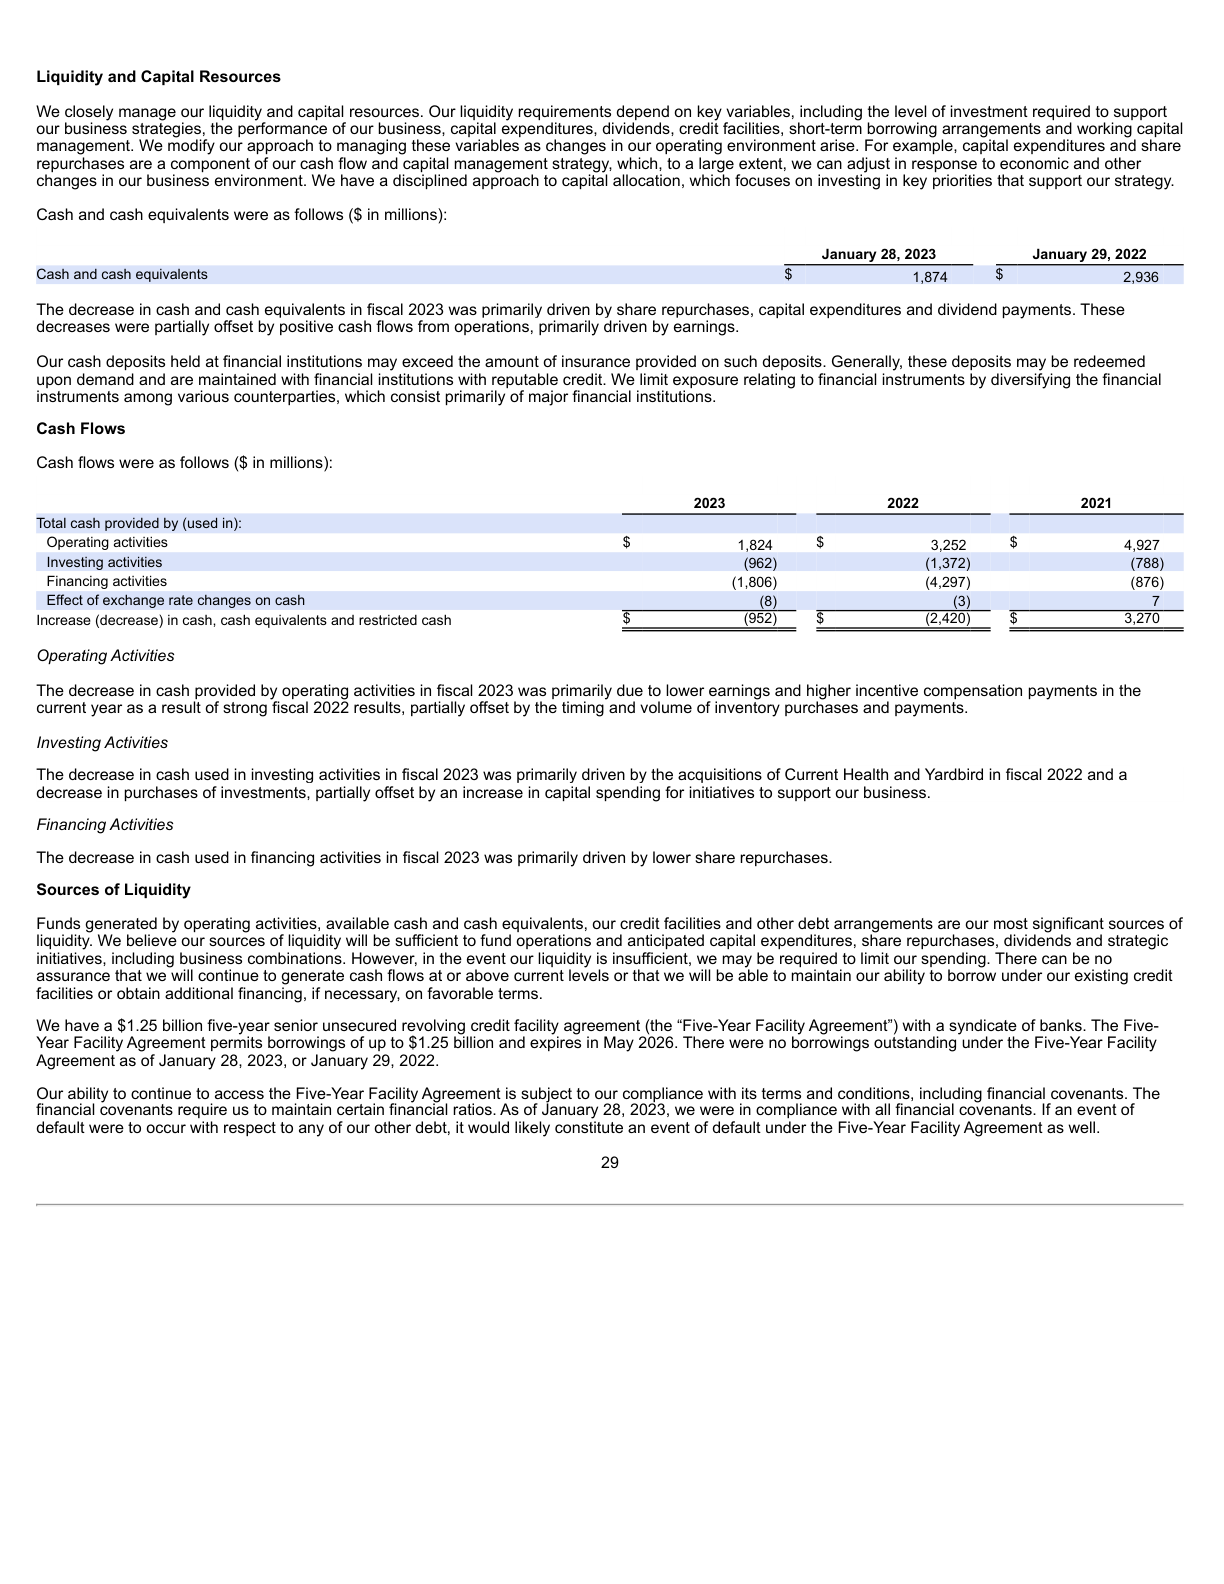 Liquidity and Capital Resources
We closely manage our liquidity and capital resources. Our liquidity requirements depend on key variables, including the level of investment required to support
our business strategies, the performance of our business, capital expenditures, dividends, credit facilities, short-term borrowing arrangements and working capital
management. We modify our approach to managing these variables as changes in our operating environment arise. For example, capital expenditures and share
repurchases are a component of our cash flow and capital management strategy, which, to a large extent, we can adjust in response to economic and other
changes in our business environment. We have a disciplined approach to capital allocation, which focuses on investing in key priorities that support our strategy.
Cash and cash equivalents were as follows ($ in millions):
January 28, 2023 January 29, 2022
Cash and cash equivalents $ 1,874 $ 2,936
The decrease in cash and cash equivalents in fiscal 2023 was primarily driven by share repurchases, capital expenditures and dividend payments. These
decreases were partially offset by positive cash flows from operations, primarily driven by earnings.
Our cash deposits held at financial institutions may exceed the amount of insurance provided on such deposits. Generally, these deposits may be redeemed
upon demand and are maintained with financial institutions with reputable credit. We limit exposure relating to financial instruments by diversifying the financial
instruments among various counterparties, which consist primarily of major financial institutions.
Cash Flows
Cash flows were as follows ($ in millions):
2023 2022 2021
Total cash provided by (used in):
Operating activities $ 1,824 $ 3,252 $ 4,927
Investing activities (962) (1,372) (788)
Financing activities (1,806) (4,297) (876)
Effect of exchange rate changes on cash (8) (3) 7
Increase (decrease) in cash, cash equivalents and restricted cash $ (952) $ (2,420) $ 3,270
Operating Activities
The decrease in cash provided by operating activities in fiscal 2023 was primarily due to lower earnings and higher incentive compensation payments in the
current year as a result of strong fiscal 2022 results, partially offset by the timing and volume of inventory purchases and payments.
Investing Activities
The decrease in cash used in investing activities in fiscal 2023 was primarily driven by the acquisitions of Current Health and Yardbird in fiscal 2022 and a
decrease in purchases of investments, partially offset by an increase in capital spending for initiatives to support our business.
Financing Activities
The decrease in cash used in financing activities in fiscal 2023 was primarily driven by lower share repurchases.
Sources of Liquidity
Funds generated by operating activities, available cash and cash equivalents, our credit facilities and other debt arrangements are our most significant sources of
liquidity. We believe our sources of liquidity will be sufficient to fund operations and anticipated capital expenditures, share repurchases, dividends and strategic
initiatives, including business combinations. However, in the event our liquidity is insufficient, we may be required to limit our spending. There can be no
assurance that we will continue to generate cash flows at or above current levels or that we will be able to maintain our ability to borrow under our existing credit
facilities or obtain additional financing, if necessary, on favorable terms.
We have a $1.25 billion five-year senior unsecured revolving credit facility agreement (the “Five-Year Facility Agreement”) with a syndicate of banks. The Five-
Year Facility Agreement permits borrowings of up to $1.25 billion and expires in May 2026. There were no borrowings outstanding under the Five-Year Facility
Agreement as of January 28, 2023, or January 29, 2022.
Our ability to continue to access the Five-Year Facility Agreement is subject to our compliance with its terms and conditions, including financial covenants. The
financial covenants require us to maintain certain financial ratios. As of January 28, 2023, we were in compliance with all financial covenants. If an event of
default were to occur with respect to any of our other debt, it would likely constitute an event of default under the Five-Year Facility Agreement as well.
29